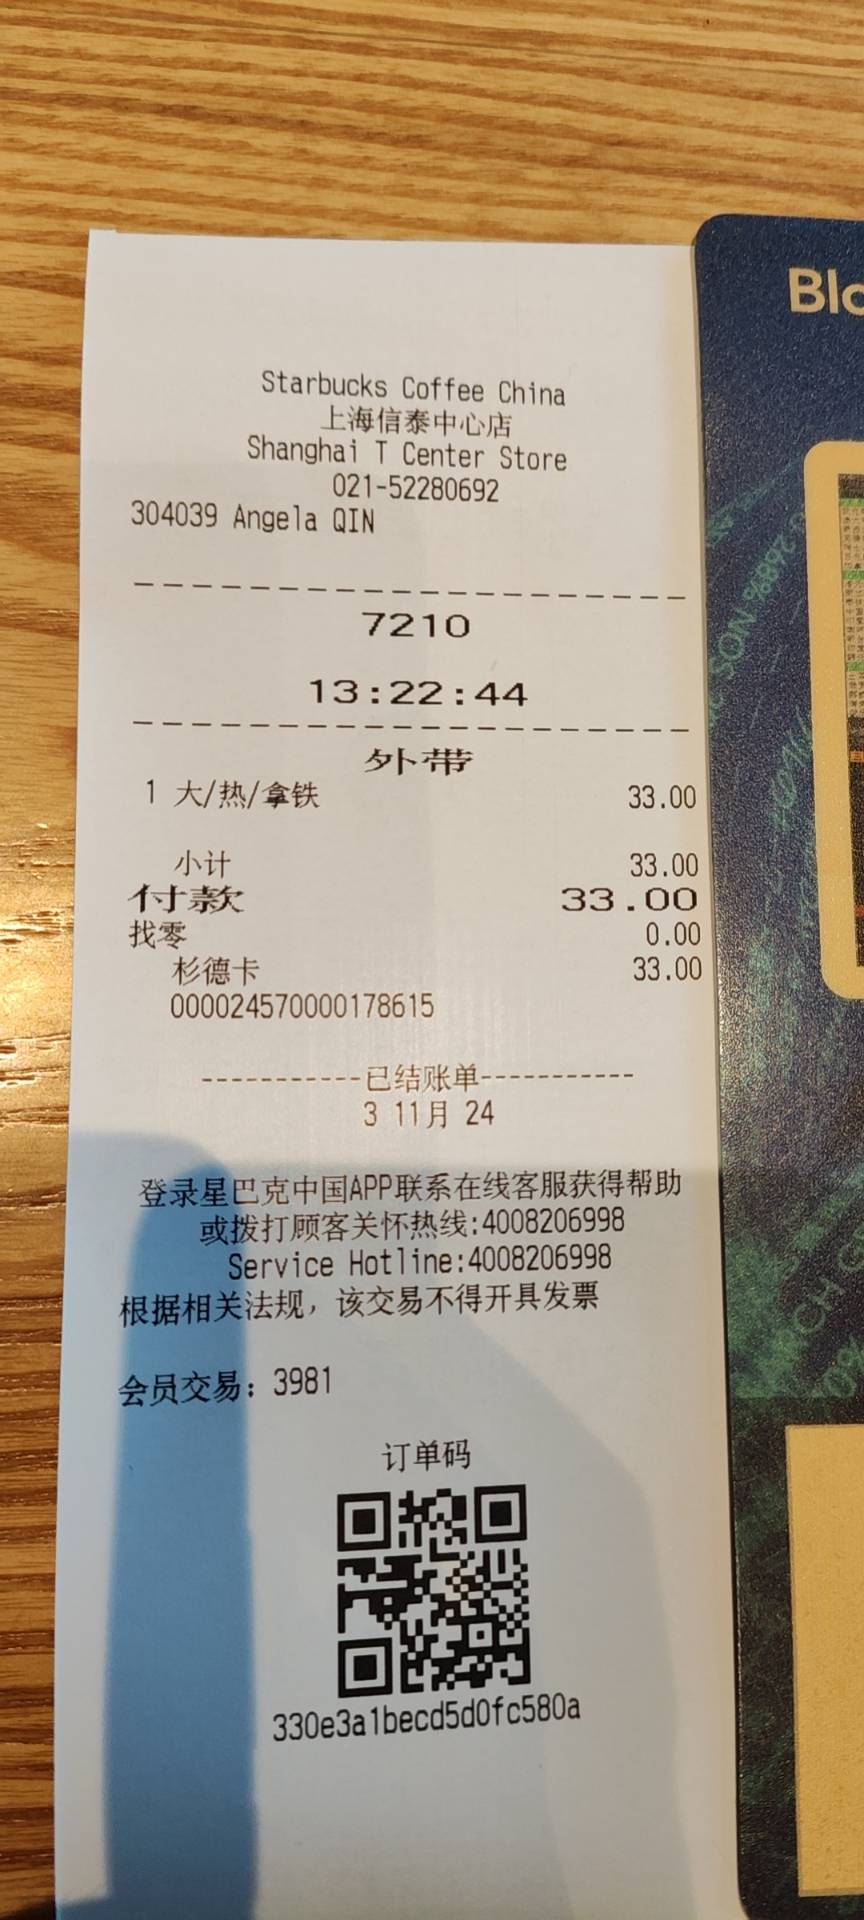 Starbucks Coffee China
上海信泰中心店
Shanghai T Center Store
021-52280692
304039 Angela QIN
7210
13:22:44
外带
1 大/热/拿铁 33.00
小计 33.00
付款 33.00
找零 0.00
杉德卡 33.00
000024570000178615
-----------已结账单-----------
3 11月 24
登录星巴克中国APP联系在线客服获得帮助
或拨打顾客关怀热线:4008206998
Service Hotline:4008206998
根据相关法规，该交易不得开具发票
会员交易: 3981
订单码
330e3a1becd5d0fc580a